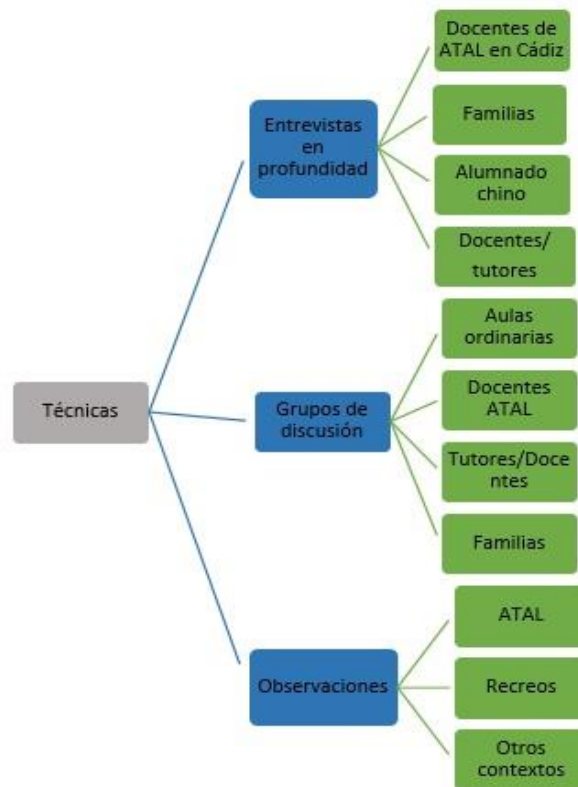 Técnicas
Entrevistas
en
profundidad
Docentes de
ATAL en Cádiz
Familias
Alumnado
chino
Docentes/
tutores
Grupos de
discusión
Aulas
ordinarias
Docentes
ATAL
Tutores/Doce
ntes
Familias
Observaciones
ATAL
Recreos
Otros
contextos